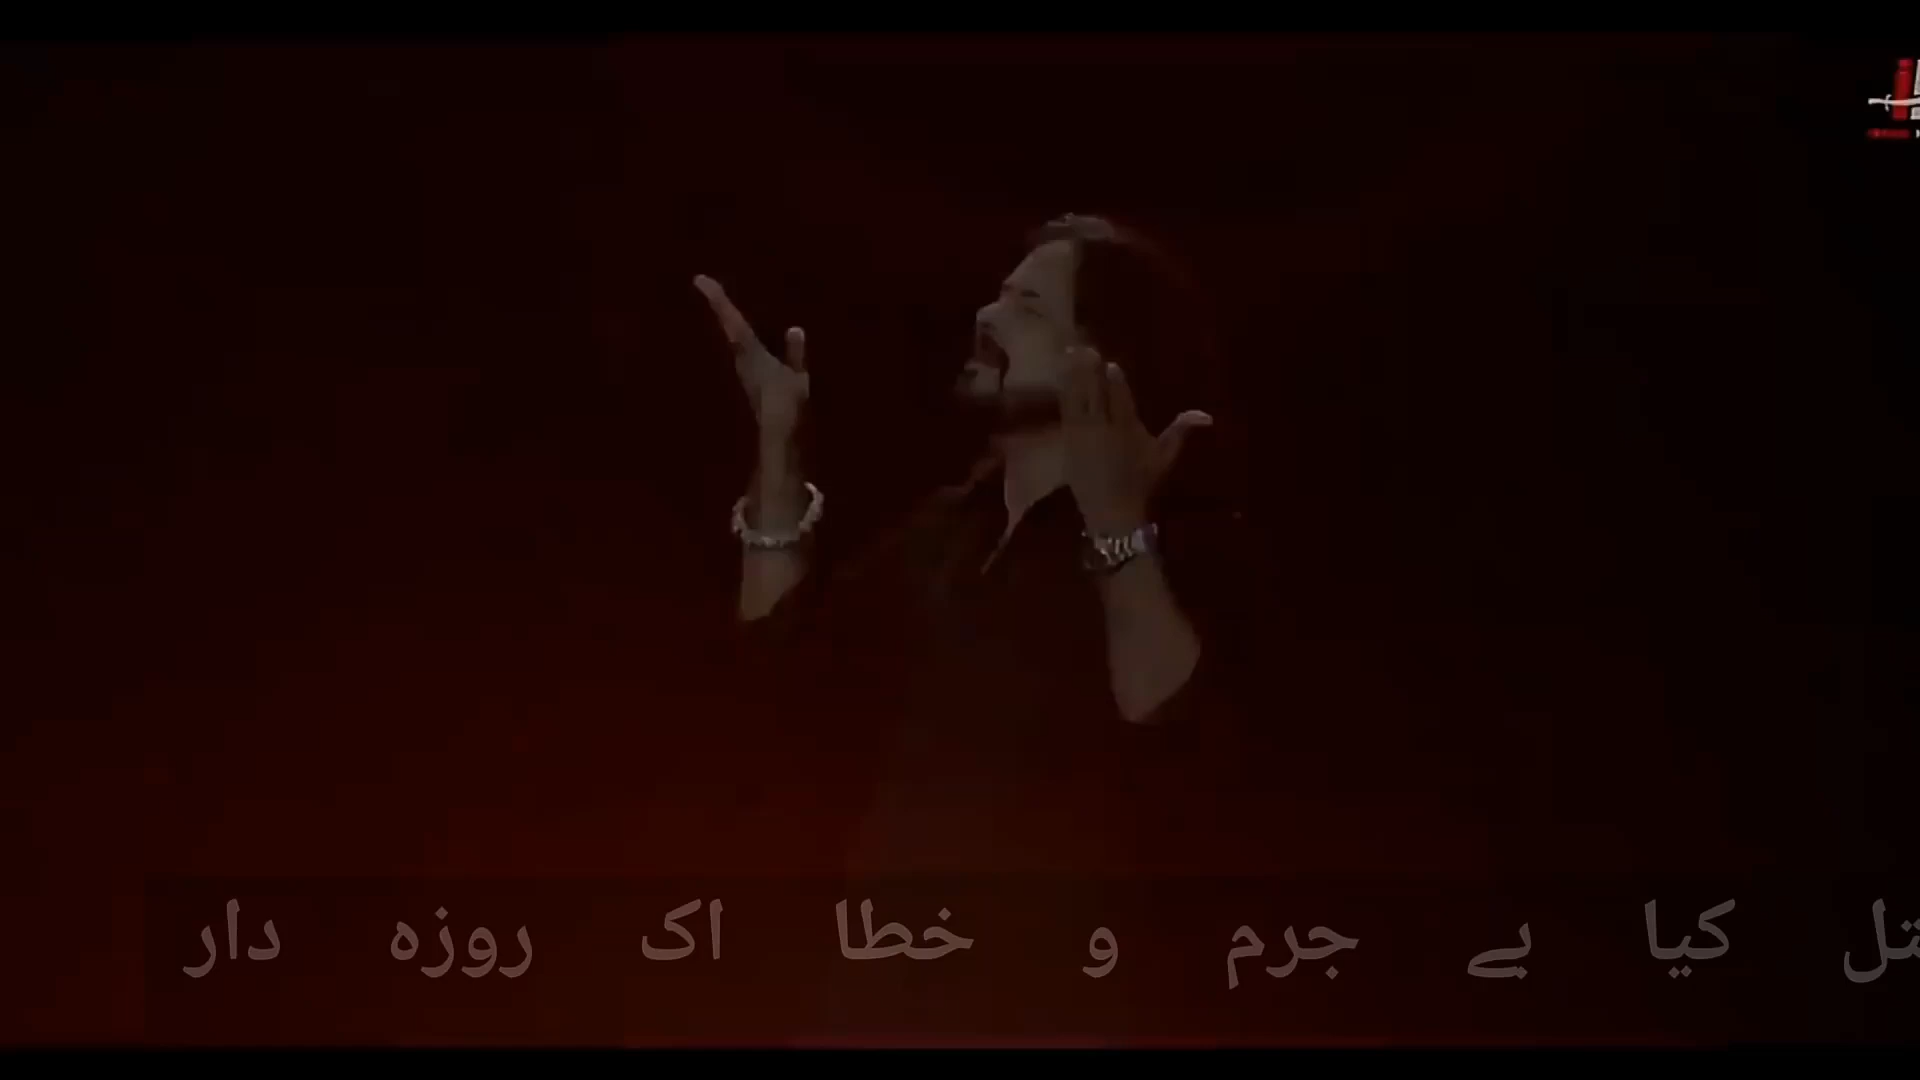 کیا بے جرم و خطا اک روزہ دار